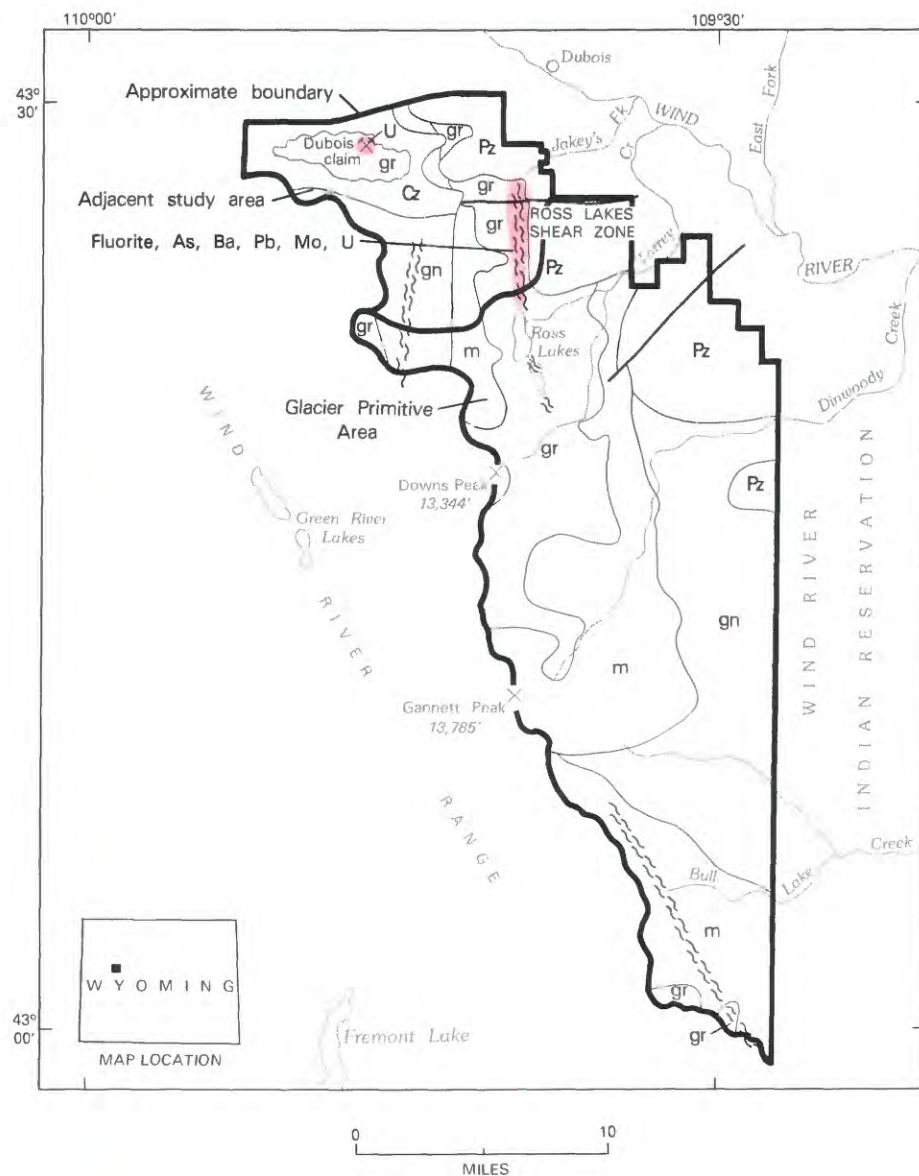 110°00'
109°30'
Dubois
43°
30'
Approximate boundary
U
Dubois
claim
gr
gr
Pz
Jakey's
Fk
WIND
East
Fork
Cr
Adjacent study area
Cz
gr
ROSS LAKES
SHEAR ZONE
Fluorite, As, Ba, Pb, Mo, U
gr
gn
Pz
Torrey
RIVER
gr
m
Ross
Lakes
Pz
Creek
Dinwoody
Glacier Primitive
Area
gr
WIND
RIVER
RANGE
Downs Peak
13,344'
Pz
Green River
Lakes
gn
m
Gannett Peak
13,785'
WIND RIVER
INDIAN RESERVATION
Bull
Lake
Creek
m
gr
gr
WYOMING
MAP LOCATION
43°
00'
Fremont Lake
0
10
MILES